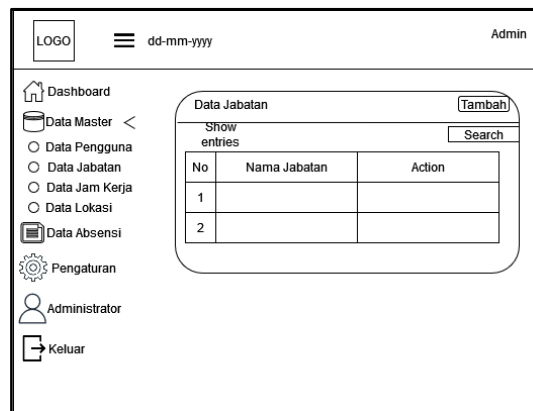 LOGO
dd-mm-yyyy
Admin
Dashboard
Data Master <
Data Pengguna
Data Jabatan
Data Jam Kerja
Data Lokasi
Data Absensi
Pengaturan
Administrator
Keluar
Data Jabatan
Tambah
Show
entries
Search
No Nama Jabatan Action
1
2